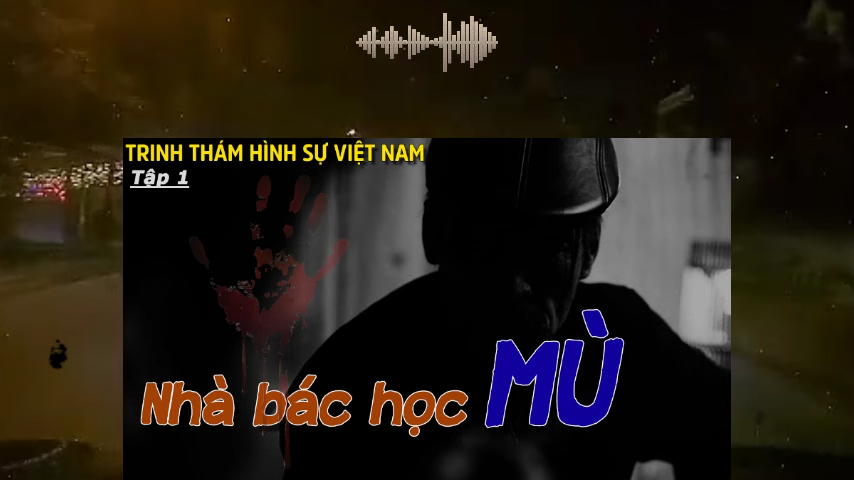 TRINH THÁM HÌNH SỰ VIỆT NAM
Tập 1
Nhà bác học MÙ